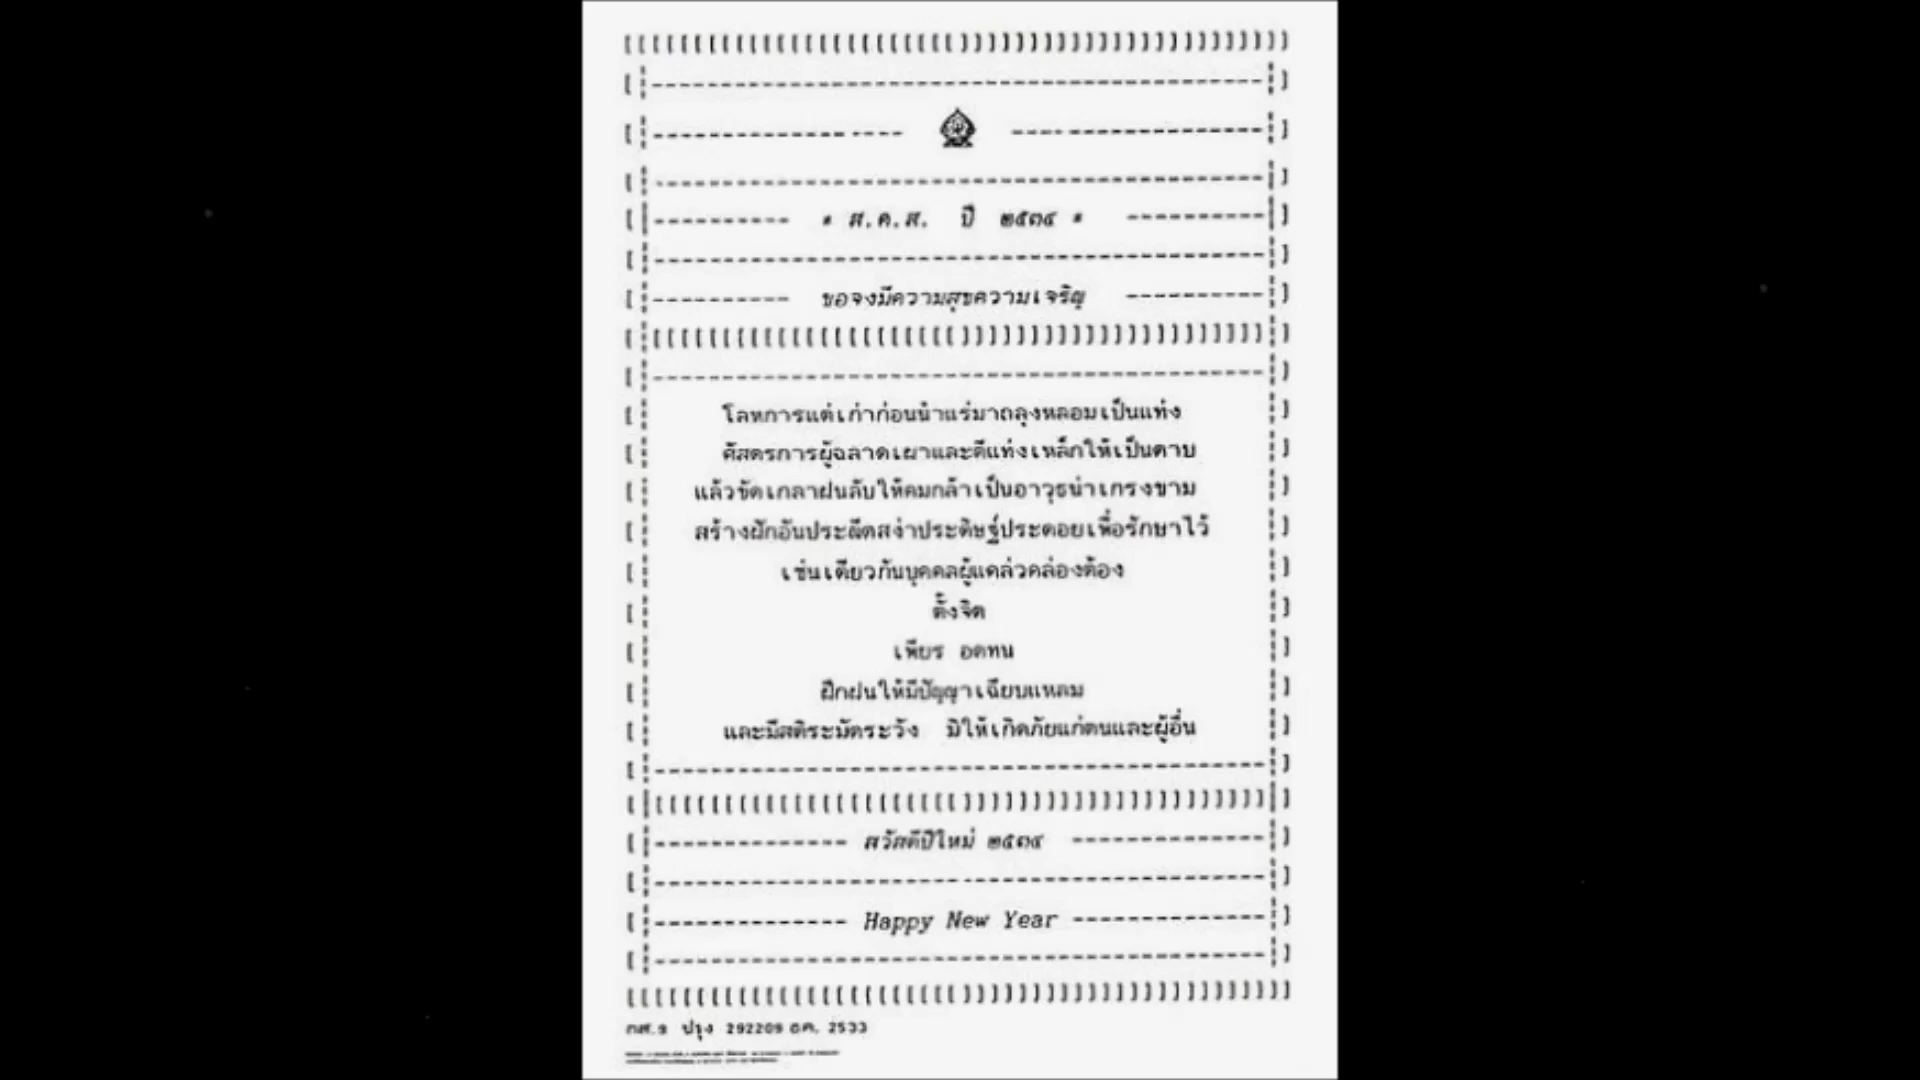 * ส.ค.ส. ปี ๒๕๓๔ *
ขอจงมีความสุขความเจริญ
โลหการแต่เก่าก่อนนำแร่มาถลุงหลอมเป็นแท่ง
ศัสตรการผู้ฉลาดเผาและตีแท่งเหล็กให้เป็นดาบ
แล้วขัดเกลาฝนลับให้คมกล้าเป็นอาวุธน่าเกรงขาม
สร้างฝักอันประณีตสง่าประดิษฐ์ประดอยเพื่อรักษาไว้
เช่นเดียวกันบุคคลผู้แคล่วคล่องต้อง
ตั้งจิต
เพียร อดทน
ฝึกฝนให้มีปัญญาเฉียบแหลม
และมีสติระมัดระวัง มิให้เกิดภัยแก่ตนและผู้อื่น
สวัสดีปีใหม่ ๒๕๓๔
Happy New Year
กส.9 ปรุง 292209 ธค. 2533